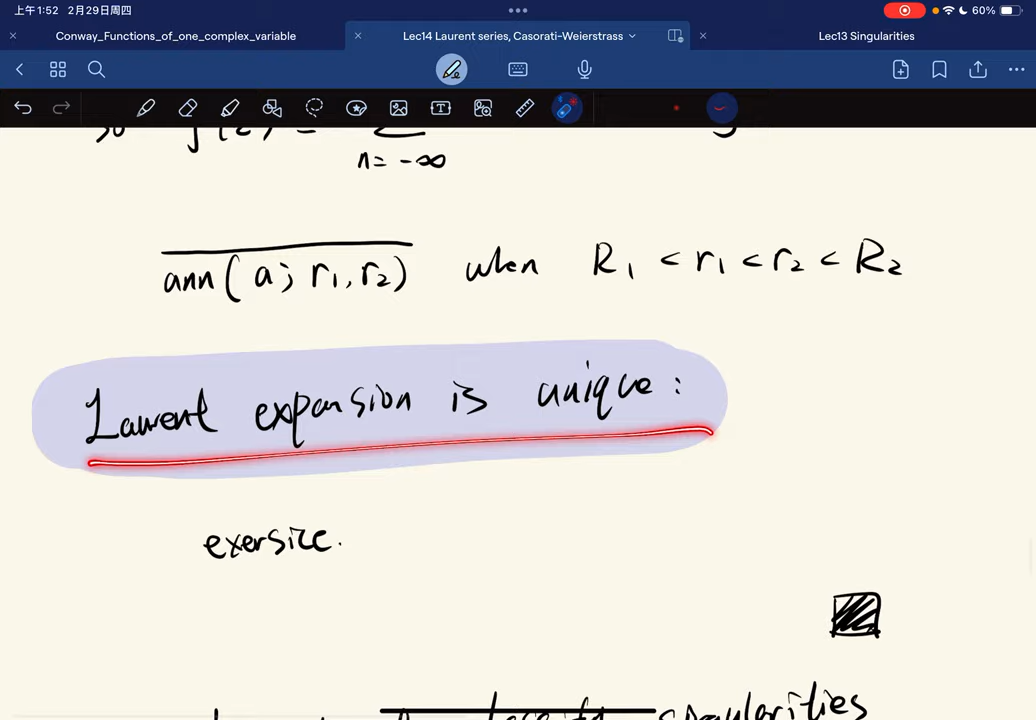 上午1:52 2月29日周四
60%
Conway_Functions_of_one_complex_variable
Lec14 Laurent series, Casorati-Weierstrass
Lec13 Singularities
n = -∞
ann(a; r₁, r₂) when R₁ < r₁ < r₂ < R₂
Laurent expansion is unique:
exersice.
singularities